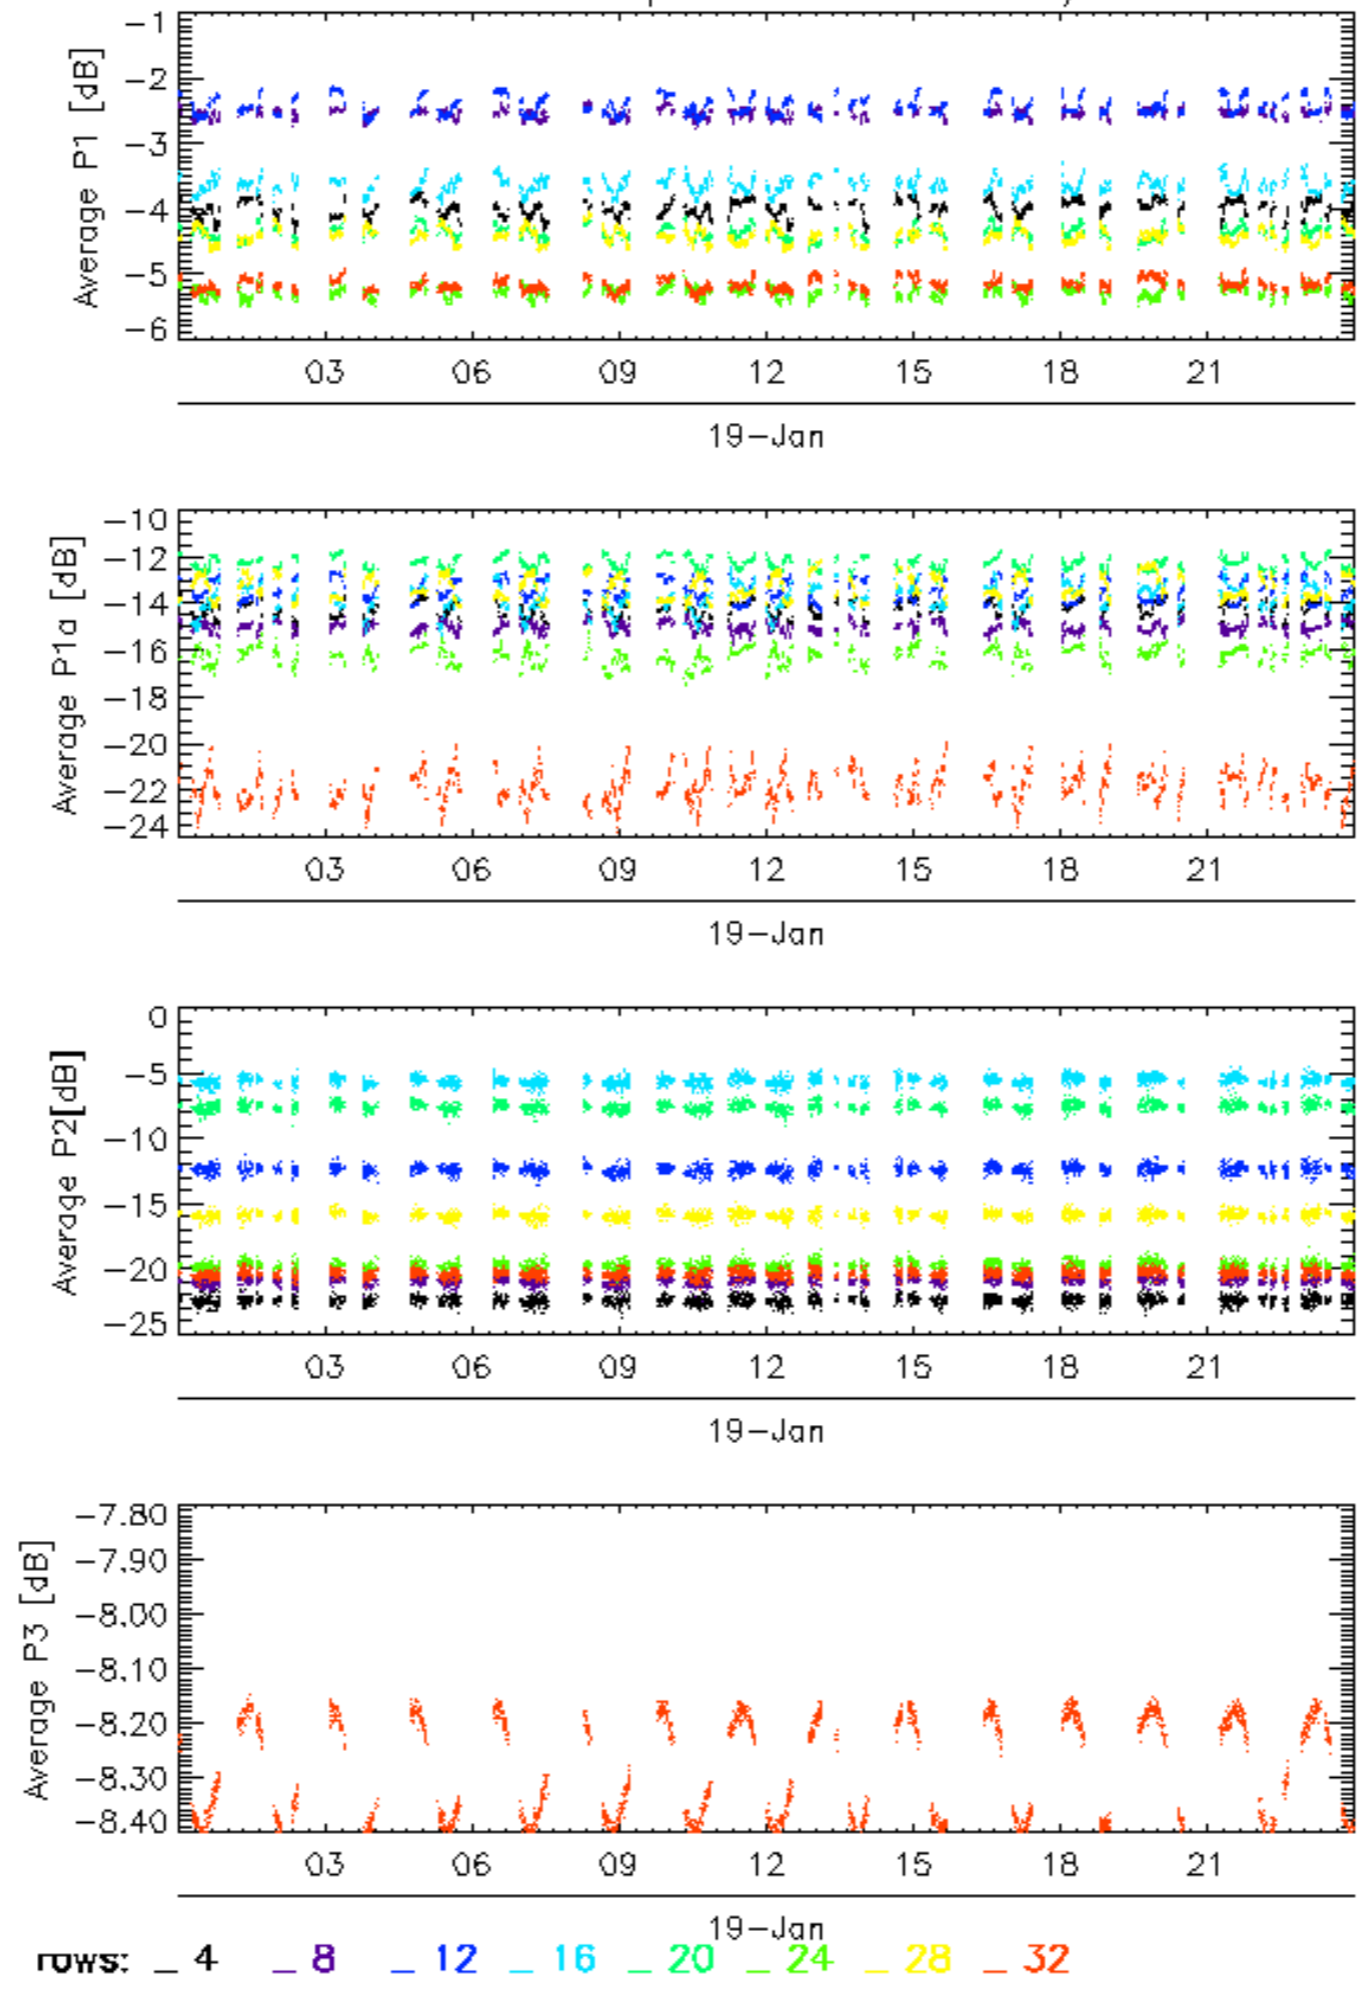 Average P1 [dB]
-1
-2
-3
-4
-5
-6
03 06 09 12 15 18 21
19-Jan
Average P1a [dB]
-10
-12
-14
-16
-18
-20
-22
-24
03 06 09 12 15 18 21
19-Jan
Average P2[dB]
0
-5
-10
-15
-20
-25
03 06 09 12 15 18 21
19-Jan
Average P3 [dB]
-7.80
-7.90
-8.00
-8.10
-8.20
-8.30
-8.40
03 06 09 12 15 18 21
19-Jan
rows: _ 4 _ 8 _ 12 _ 16 _ 20 _ 24 _ 28 _ 32